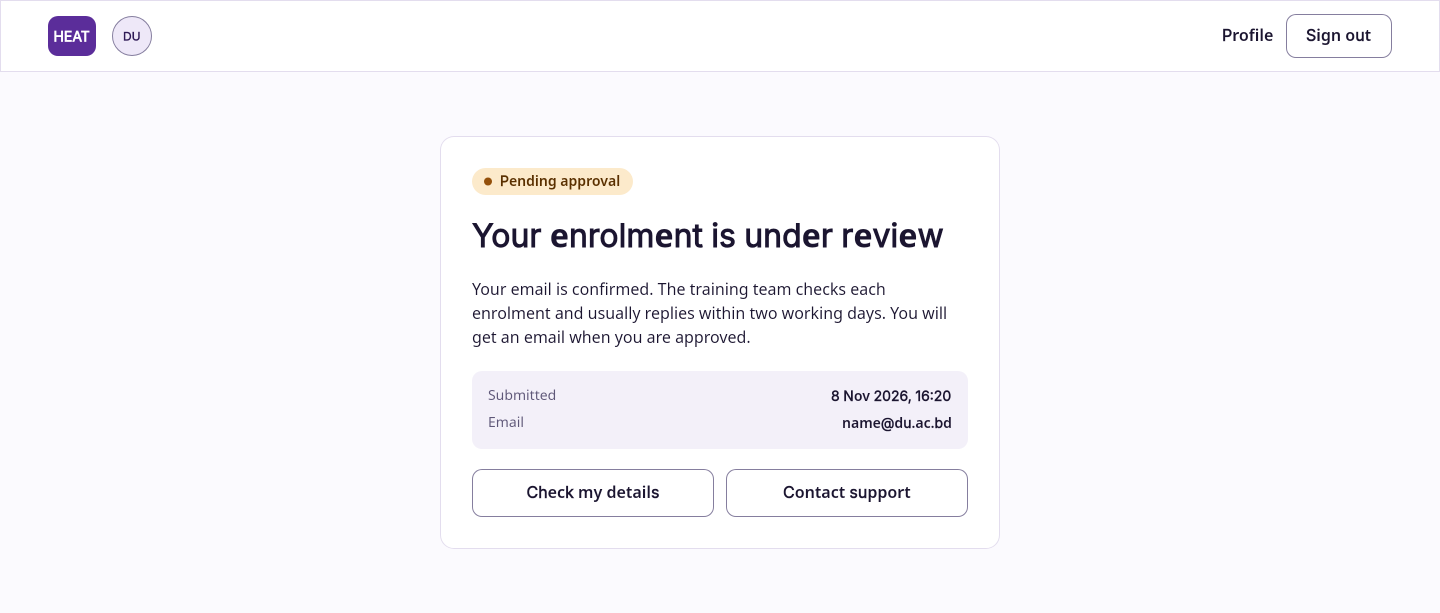 HEAT
DU
Profile
Sign out
Pending approval
Your enrolment is under review
Your email is confirmed. The training team checks each
enrolment and usually replies within two working days. You will
get an email when you are approved.
Submitted
8 Nov 2026, 16:20
Email
name@du.ac.bd
Check my details
Contact support